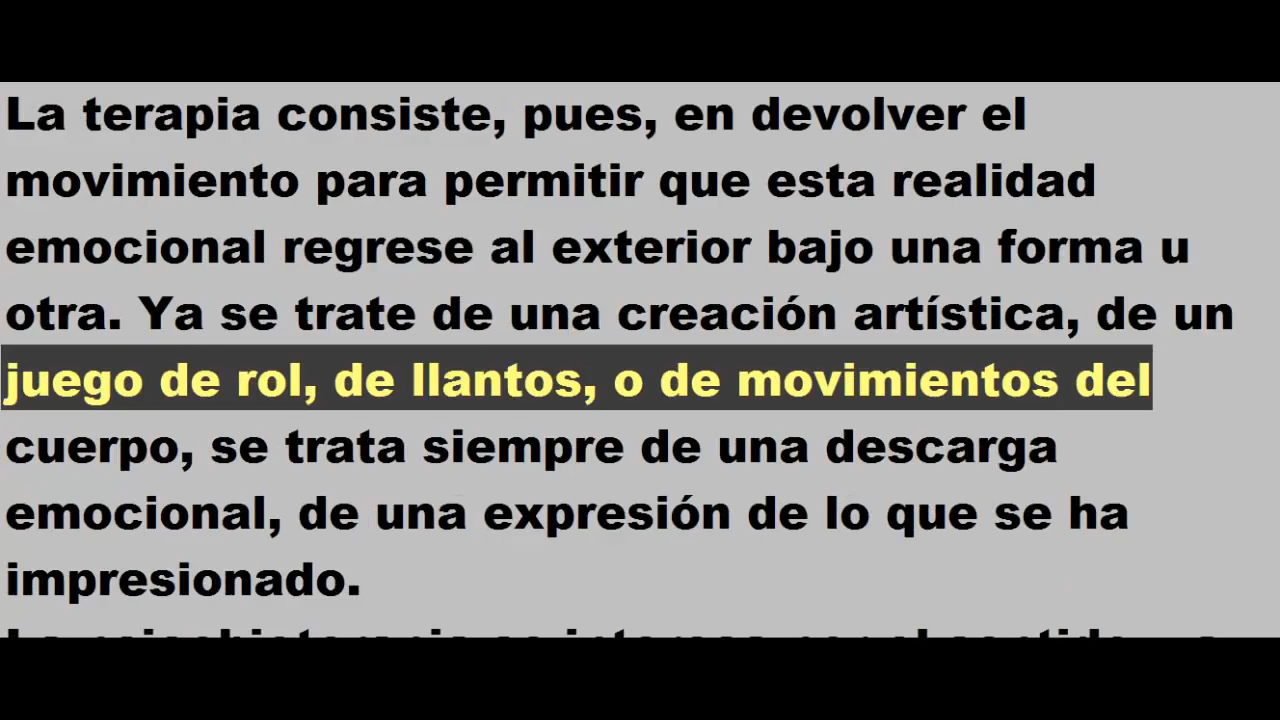 La terapia consiste, pues, en devolver el
movimiento para permitir que esta realidad
emocional regrese al exterior bajo una forma u
otra. Ya se trate de una creación artística, de un
juego de rol, de llantos, o de movimientos del
cuerpo, se trata siempre de una descarga
emocional, de una expresión de lo que se ha
impresionado.